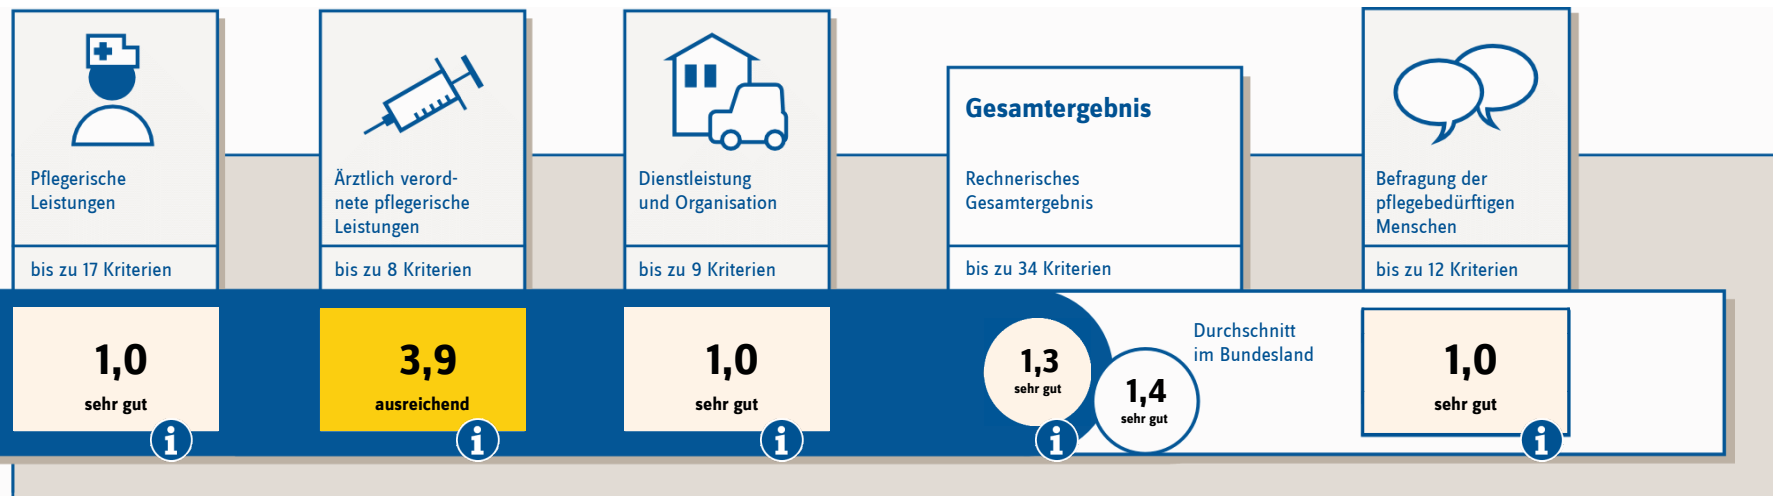 Pflegerische
Leistungen
bis zu 17 Kriterien
1,0
sehr gut
i
Ärztlich verord-
nete pflegerische
Leistungen
bis zu 8 Kriterien
3,9
ausreichend
i
Dienstleistung
und Organisation
bis zu 9 Kriterien
1,0
sehr gut
i
Gesamtergebnis
Rechnerisches
Gesamtergebnis
bis zu 34 Kriterien
1,3
sehr gut
i
Durchschnitt
im Bundesland
1,4
sehr gut
Befragung der
pflegebedürftigen
Menschen
bis zu 12 Kriterien
1,0
sehr gut
i